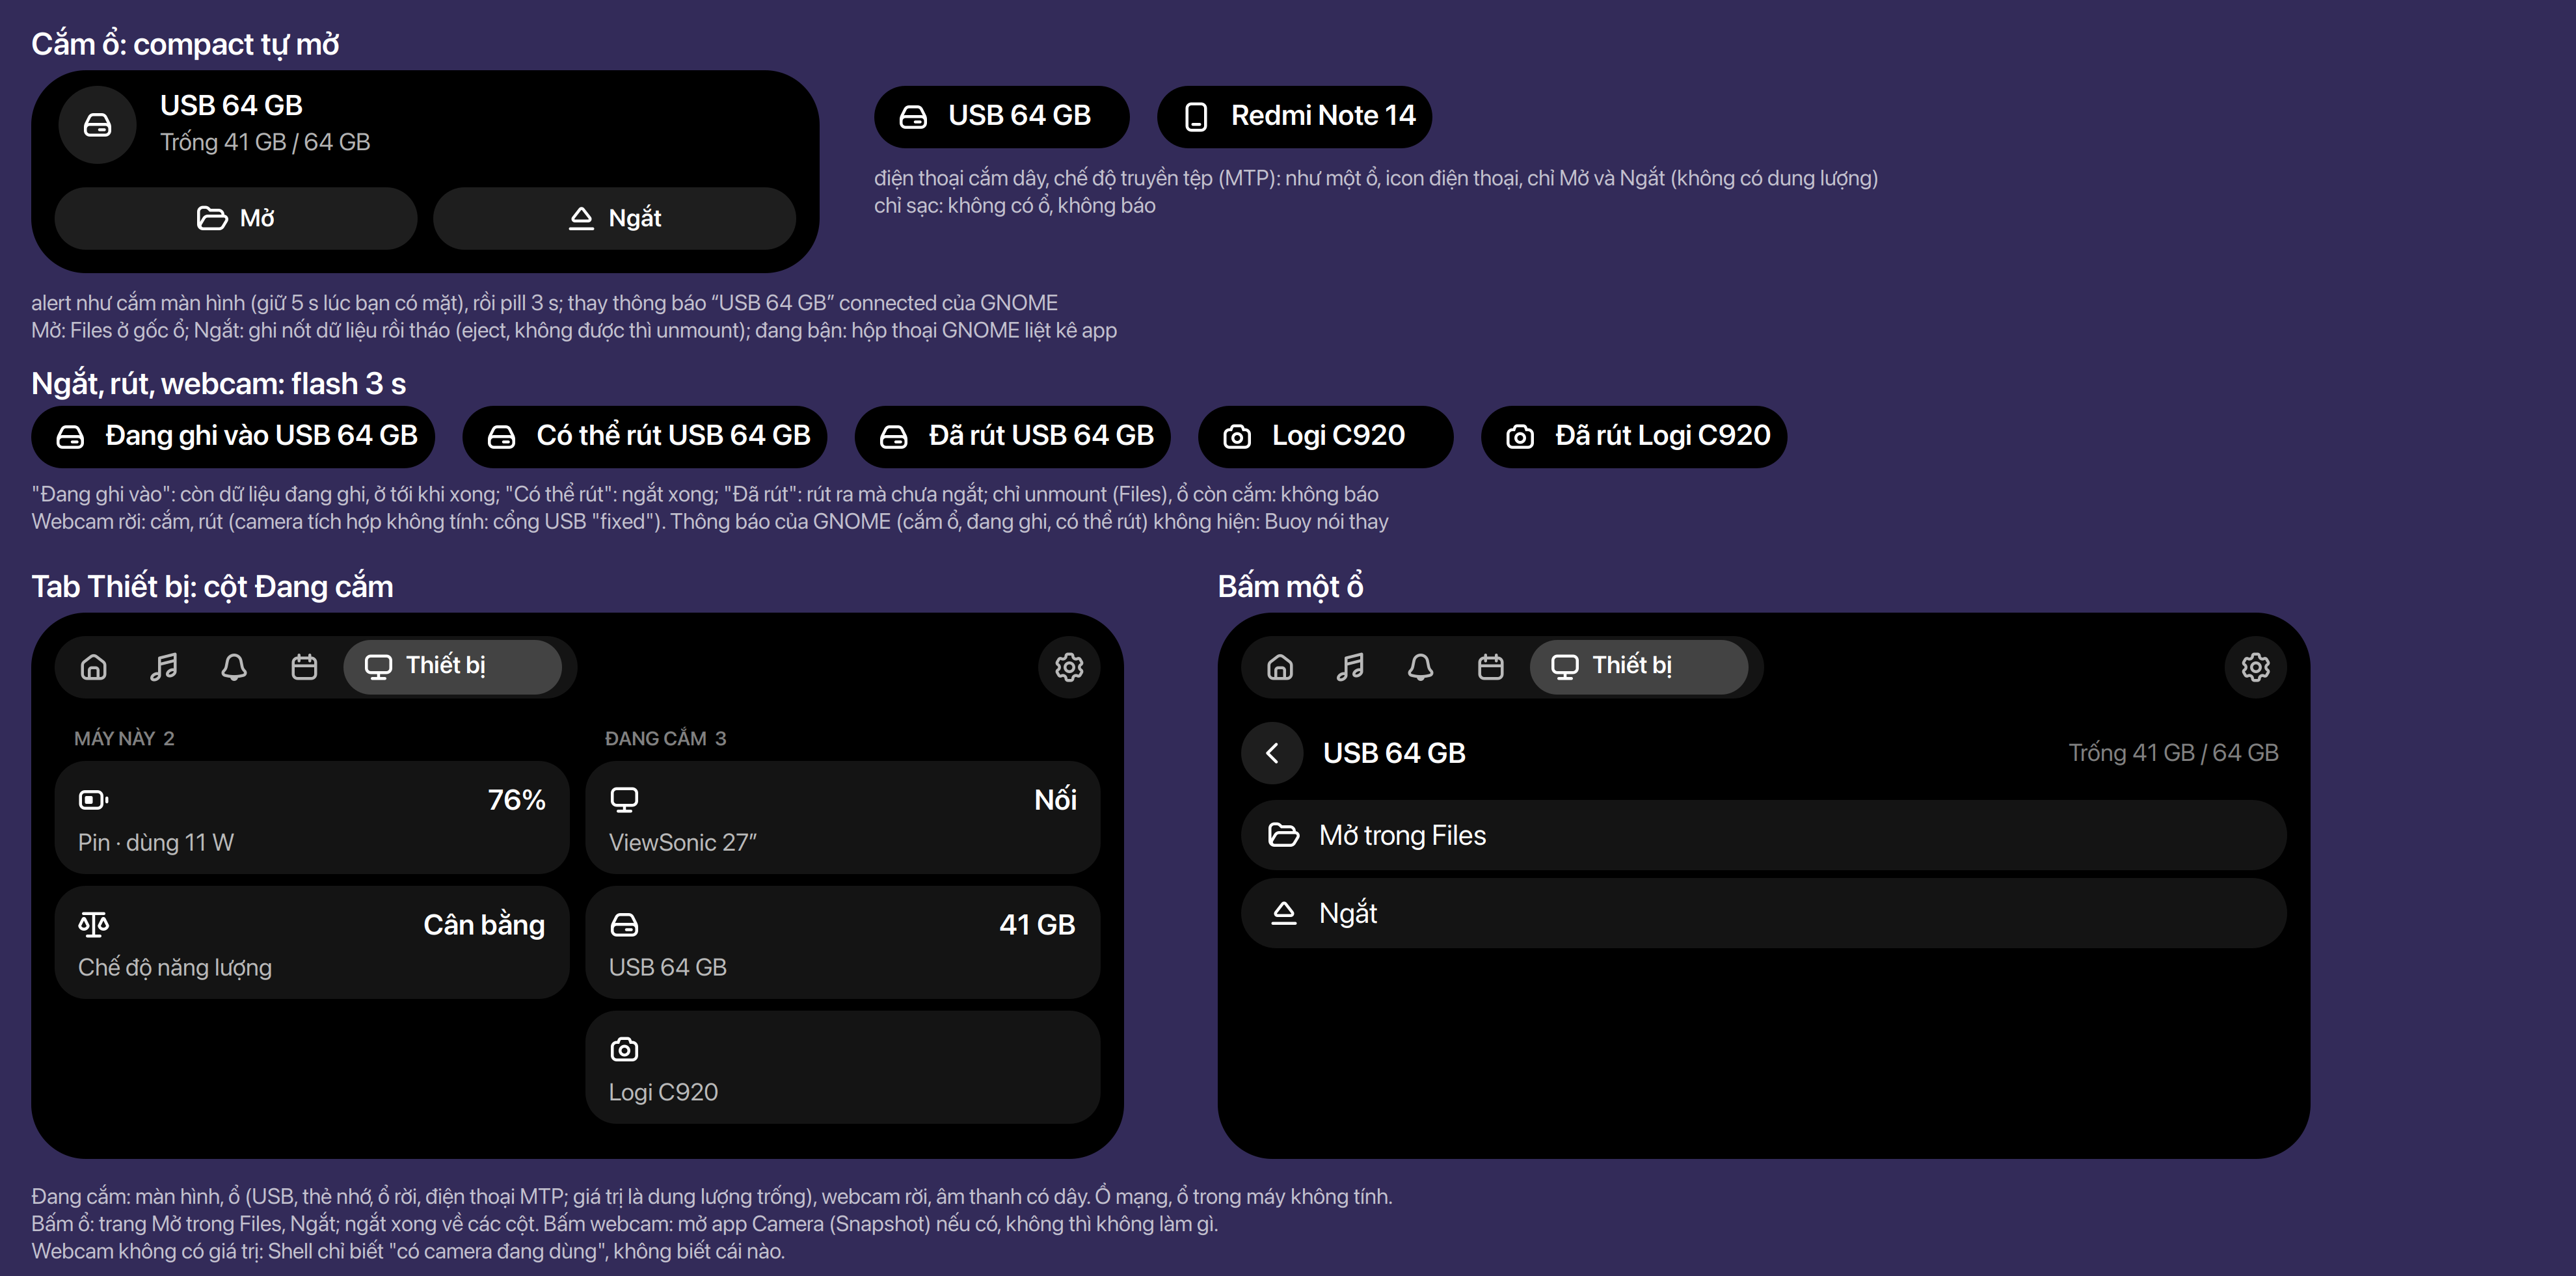 Cắm ổ: compact tự mở
USB 64 GB
Trống 41 GB / 64 GB
Mở
Ngắt
USB 64 GB
Redmi Note 14
điện thoại cắm dây, chế độ truyền tệp (MTP): như một ổ, icon điện thoại, chỉ Mở và Ngắt (không có dung lượng)
chỉ sạc: không có ổ, không báo
alert như cắm màn hình (giữ 5 s lúc bạn có mặt), rồi pill 3 s; thay thông báo “USB 64 GB” connected của GNOME
Mở: Files ở gốc ổ; Ngắt: ghi nốt dữ liệu rồi tháo (eject, không được thì unmount); đang bận: hộp thoại GNOME liệt kê app
Ngắt, rút, webcam: flash 3 s
Đang ghi vào USB 64 GB
Có thể rút USB 64 GB
Đã rút USB 64 GB
Logi C920
Đã rút Logi C920
"Đang ghi vào": còn dữ liệu đang ghi, ở tới khi xong; "Có thể rút": ngắt xong; "Đã rút": rút ra mà chưa ngắt; chỉ unmount (Files), ổ còn cắm: không báo
Webcam rời: cắm, rút (camera tích hợp không tính: cổng USB "fixed"). Thông báo của GNOME (cắm ổ, đang ghi, có thể rút) không hiện: Buoy nói thay
Tab Thiết bị: cột Đang cắm
Thiết bị
MÁY NÀY 2
ĐANG CẮM 3
76%
Pin · dùng 11 W
Nối
ViewSonic 27”
Cân bằng
Chế độ năng lượng
41 GB
USB 64 GB
Logi C920
Bấm một ổ
Thiết bị
USB 64 GB
Trống 41 GB / 64 GB
Mở trong Files
Ngắt
Đang cắm: màn hình, ổ (USB, thẻ nhớ, ổ rời, điện thoại MTP; giá trị là dung lượng trống), webcam rời, âm thanh có dây. Ổ mạng, ổ trong máy không tính.
Bấm ổ: trang Mở trong Files, Ngắt; ngắt xong về các cột. Bấm webcam: mở app Camera (Snapshot) nếu có, không thì không làm gì.
Webcam không có giá trị: Shell chỉ biết "có camera đang dùng", không biết cái nào.